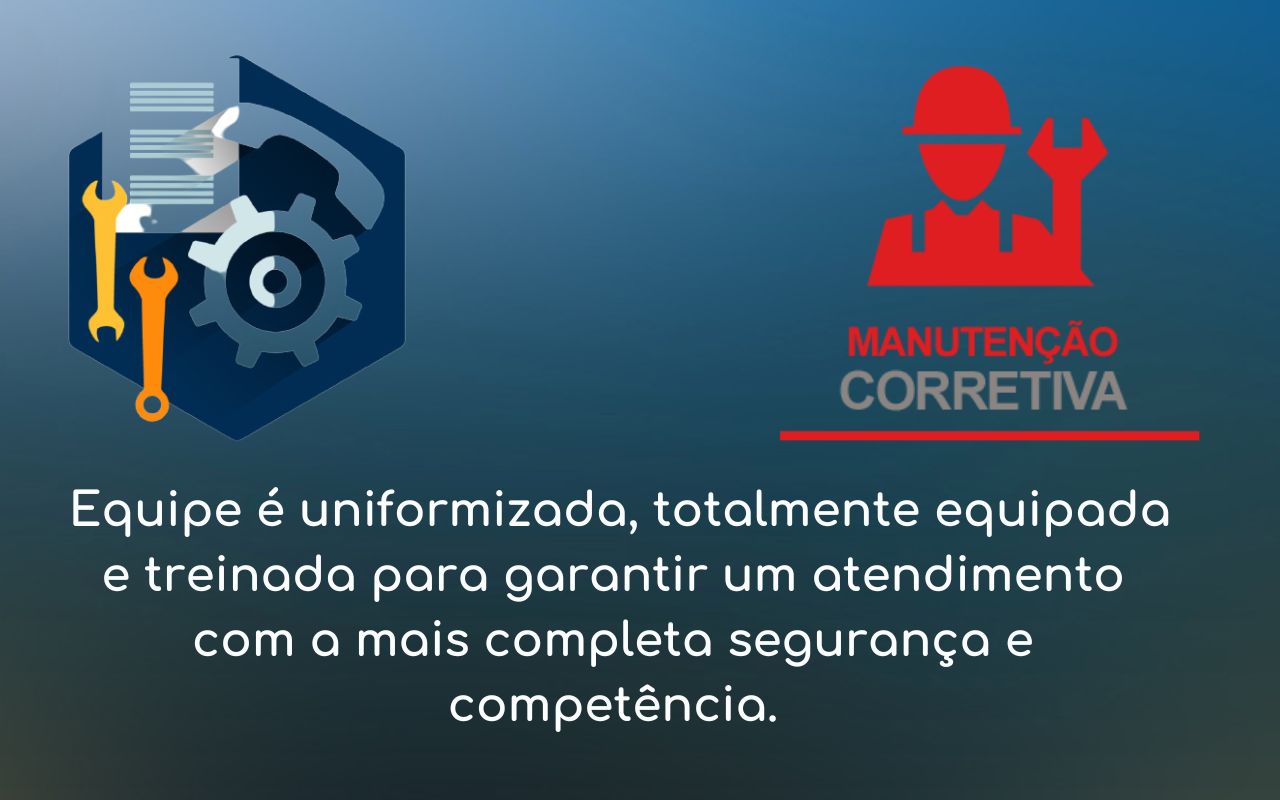 MANUTENÇÃO
CORRETIVA
Equipe é uniformizada, totalmente equipada
e treinada para garantir um atendimento
com a mais completa segurança e
competência.